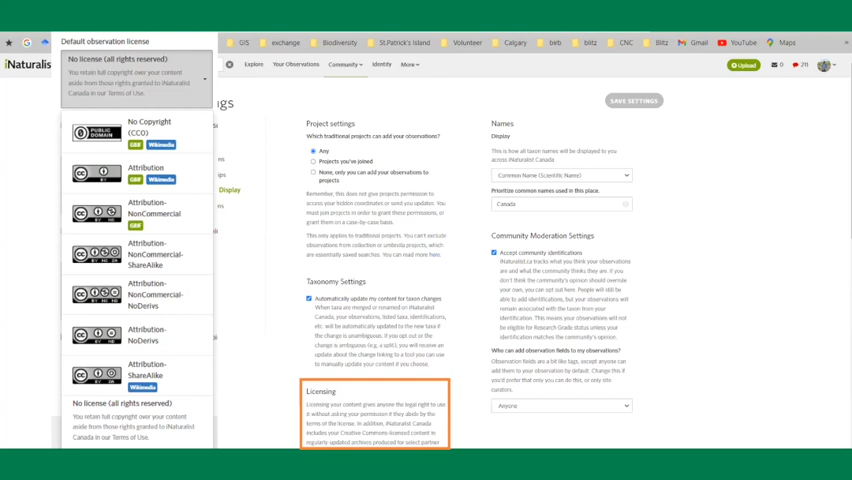 Default observation license
No license (all rights reserved)
You retain full copyright over your content
aside from those rights granted to iNaturalist
Canada in our Terms of Use.
No Copyright
(CC0)
GBIF Wikimedia
Attribution
GBIF Wikimedia
Attribution-
NonCommercial
GBIF
Attribution-
NonCommercial-
ShareAlike
Attribution-
NonCommercial-
NoDerivs
Attribution-
NoDerivs
Attribution-
ShareAlike
Wikimedia
No license (all rights reserved)
You retain full copyright over your content
aside from those rights granted to iNaturalist
Canada in our Terms of Use.
PUBLIC
DOMAIN
GIS exchange Biodiversity St.Patrick's Island Volunteer Calgary bieb blitz CNC Blitz Gmail YouTube Maps
iNaturalist
Explore Your Observations Community More Identity
Upload 0
ngs
SAVE SETTINGS
Display
Project settings
Which traditional projects can add your observations?
Any
Projects you've joined
None, only you can add your observations to
projects
Remember, this does not give projects permission to
access your hidden coordinates or send you updates. You
must join projects in order to grant these permissions, or
grant them on a case-by-case basis.
This only applies to traditional projects. You can't exclude
observations from collection or umbrella projects, which
are essentially saved searches. You can read more here.
Taxonomy Settings
Automatically update my content for taxon changes
When taxa are merged or renamed on iNaturalist
Canada, your observations, listed taxa, identifications,
etc. will be automatically updated to the new taxa if
the change is unambiguous. If you opt out or the
change is ambiguous (e.g. a split), you will receive an
update about the change linking to a tool you can use
to manually update your content if you choose.
Licensing
Licensing your content gives anyone the legal right to use
it without asking your permission if they abide by the
terms of the license. In addition, iNaturalist Canada
includes your Creative Commons-licensed content in
regularly updated archives produced for select partner
Names
Display
This is how all taxon names will be displayed to you
across iNaturalist Canada
Common Name (Scientific Name)
Prioritize common names used in this place.
Canada
Community Moderation Settings
Accept community identifications
iNaturalist.ca tracks what you think your observations
are and what the community thinks they are. If you
don't think the community's opinion should override
your own, you can opt out here. People will still be
able to add identifications, but your observations will
remain associated with the taxon from your
identification. This means your observations will not
be eligible for Research Grade status unless your
identification matches the community's.
Who can add observation fields to my observations?
Observation fields are a bit like tags, except anyone can
add them to your observations by default. Change this if
you'd prefer that only you can do this, or only site
curators.
Anyone